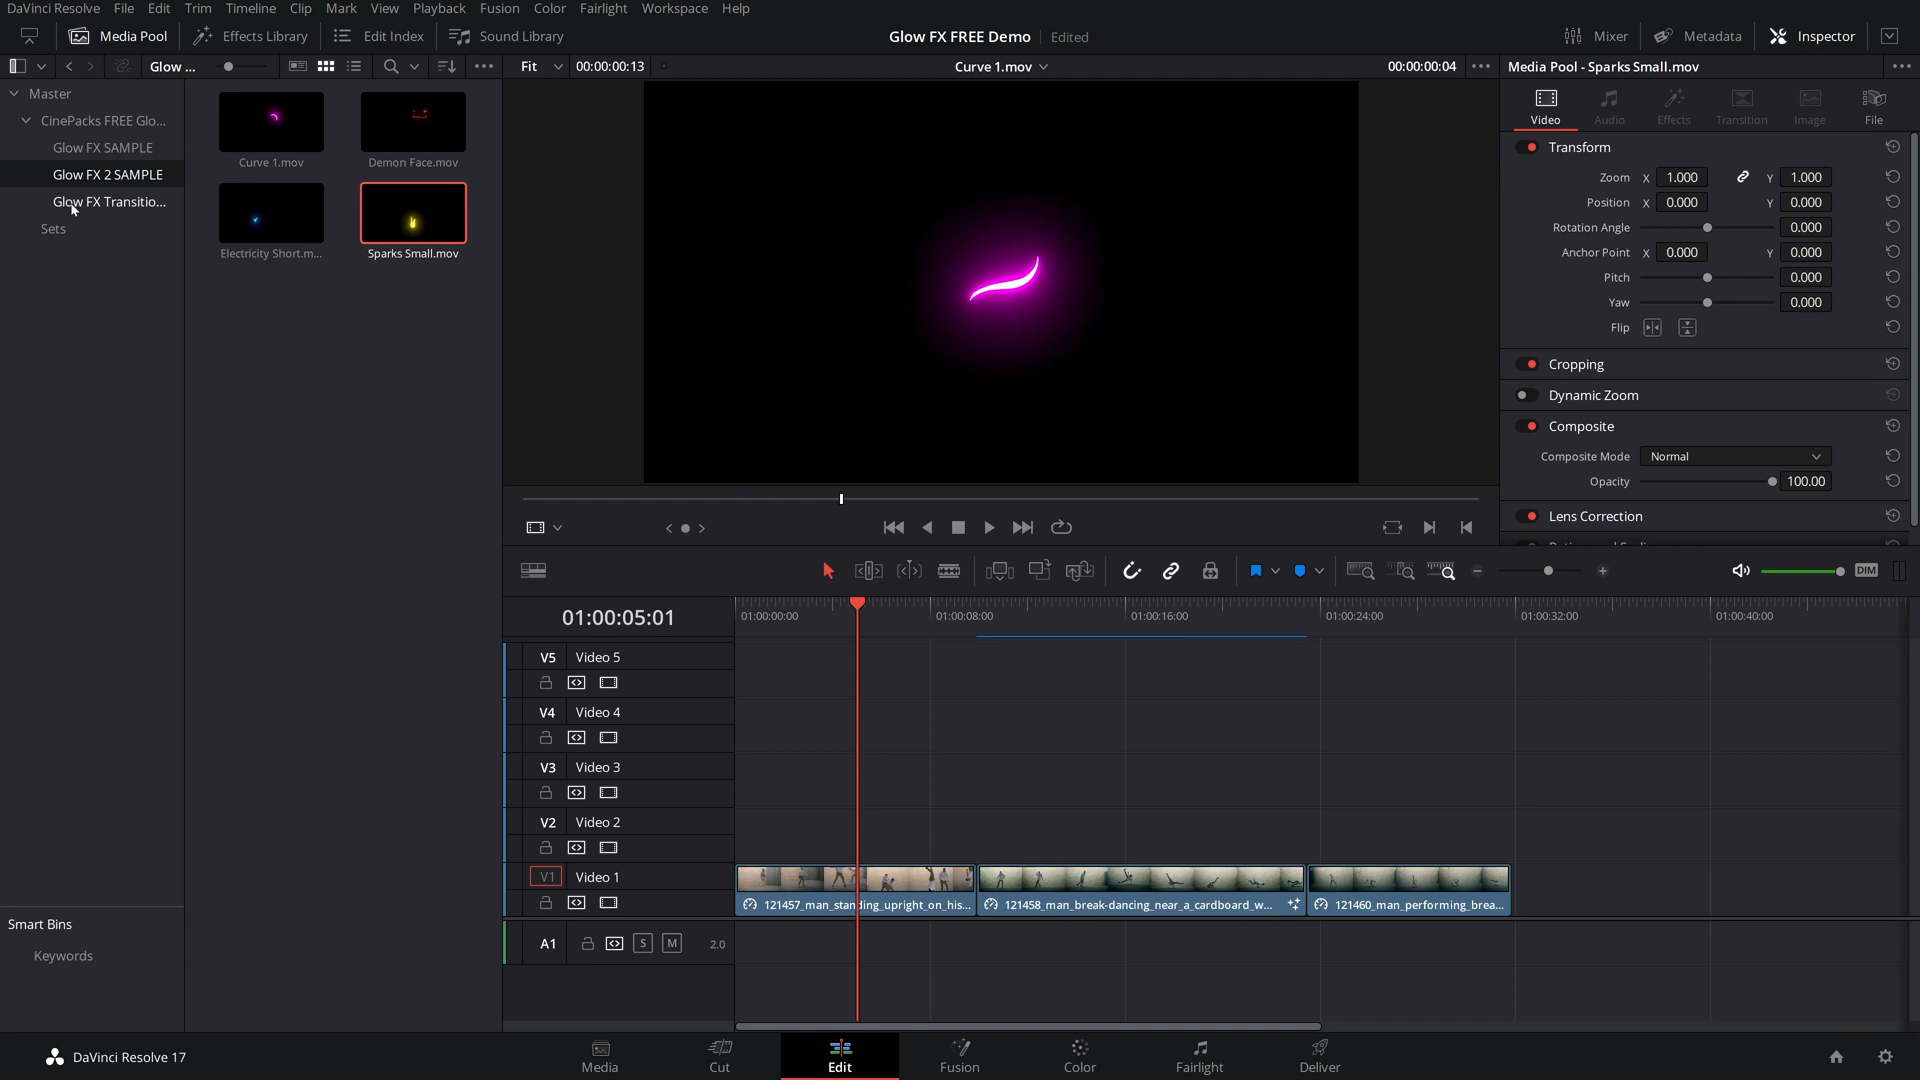 DaVinci Resolve File Edit Trim Timeline Clip Mark View Playback Fusion Color Fairlight Workspace Help
Media Pool Effects Library Edit Index Sound Library Glow FX FREE Demo Edited Mixer Metadata Inspector
Glow ... Fit 00:00:00:13 Curve 1.mov 00:00:00:04 Media Pool - Sparks Small.mov
Master
CinePacks FREE Glo...
Glow FX SAMPLE
Glow FX 2 SAMPLE
Glow FX Transitio...
Sets
Curve 1.mov Demon Face.mov
Electricity Short.m... Sparks Small.mov
Video Audio Effects Transition Image File
Transform
Zoom X 1.000 Y 1.000
Position X 0.000 Y 0.000
Rotation Angle 0.000
Anchor Point X 0.000 Y 0.000
Pitch 0.000
Yaw 0.000
Flip
Cropping
Dynamic Zoom
Composite
Composite Mode Normal
Opacity 100.00
Lens Correction
DIM
01:00:05:01 01:00:00:00 01:00:08:00 01:00:16:00 01:00:24:00 01:00:32:00 01:00:40:00
V5 Video 5
V4 Video 4
V3 Video 3
V2 Video 2
V1 Video 1
121457_man_standing_upright_on_his... 121458_man_break-dancing_near_a_cardboard_w... 121460_man_performing_brea...
A1 S M 2.0
Smart Bins
Keywords
DaVinci Resolve 17
Media Cut Edit Fusion Color Fairlight Deliver